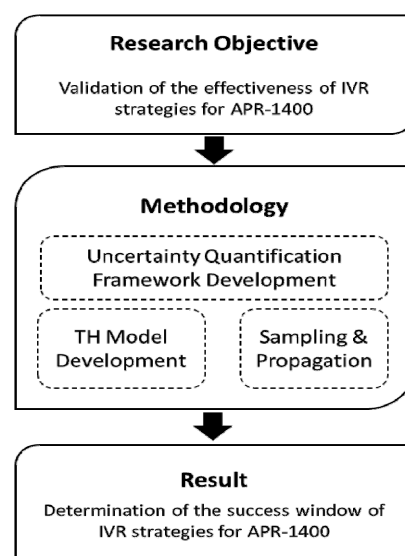 Research Objective
Validation of the effectiveness of IVR
strategies for APR-1400
Methodology
Uncertainty Quantification
Framework Development
TH Model
Development
Sampling &
Propagation
Result
Determination of the success window of
IVR strategies for APR-1400